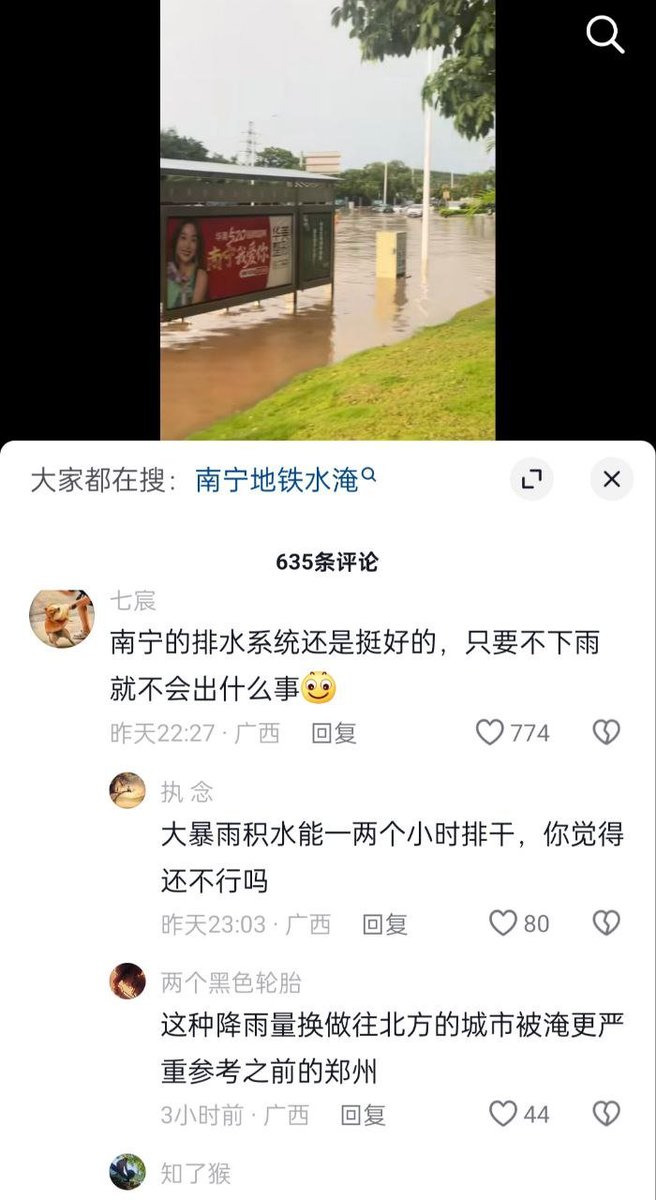 华夏520
南宁我爱你
大家都在搜：南宁地铁水淹
635条评论
七宸
南宁的排水系统还是挺好的，只要不下雨
就不会出什么事
昨天22:27 · 广西 回复 774
执 念
大暴雨积水能一两个小时排干，你觉得
还不行吗
昨天23:03 · 广西 回复 80
两个黑色轮胎
这种降雨量换做往北方的城市被淹更严
重参考之前的郑州
3小时前 · 广西 回复 44
知了猴